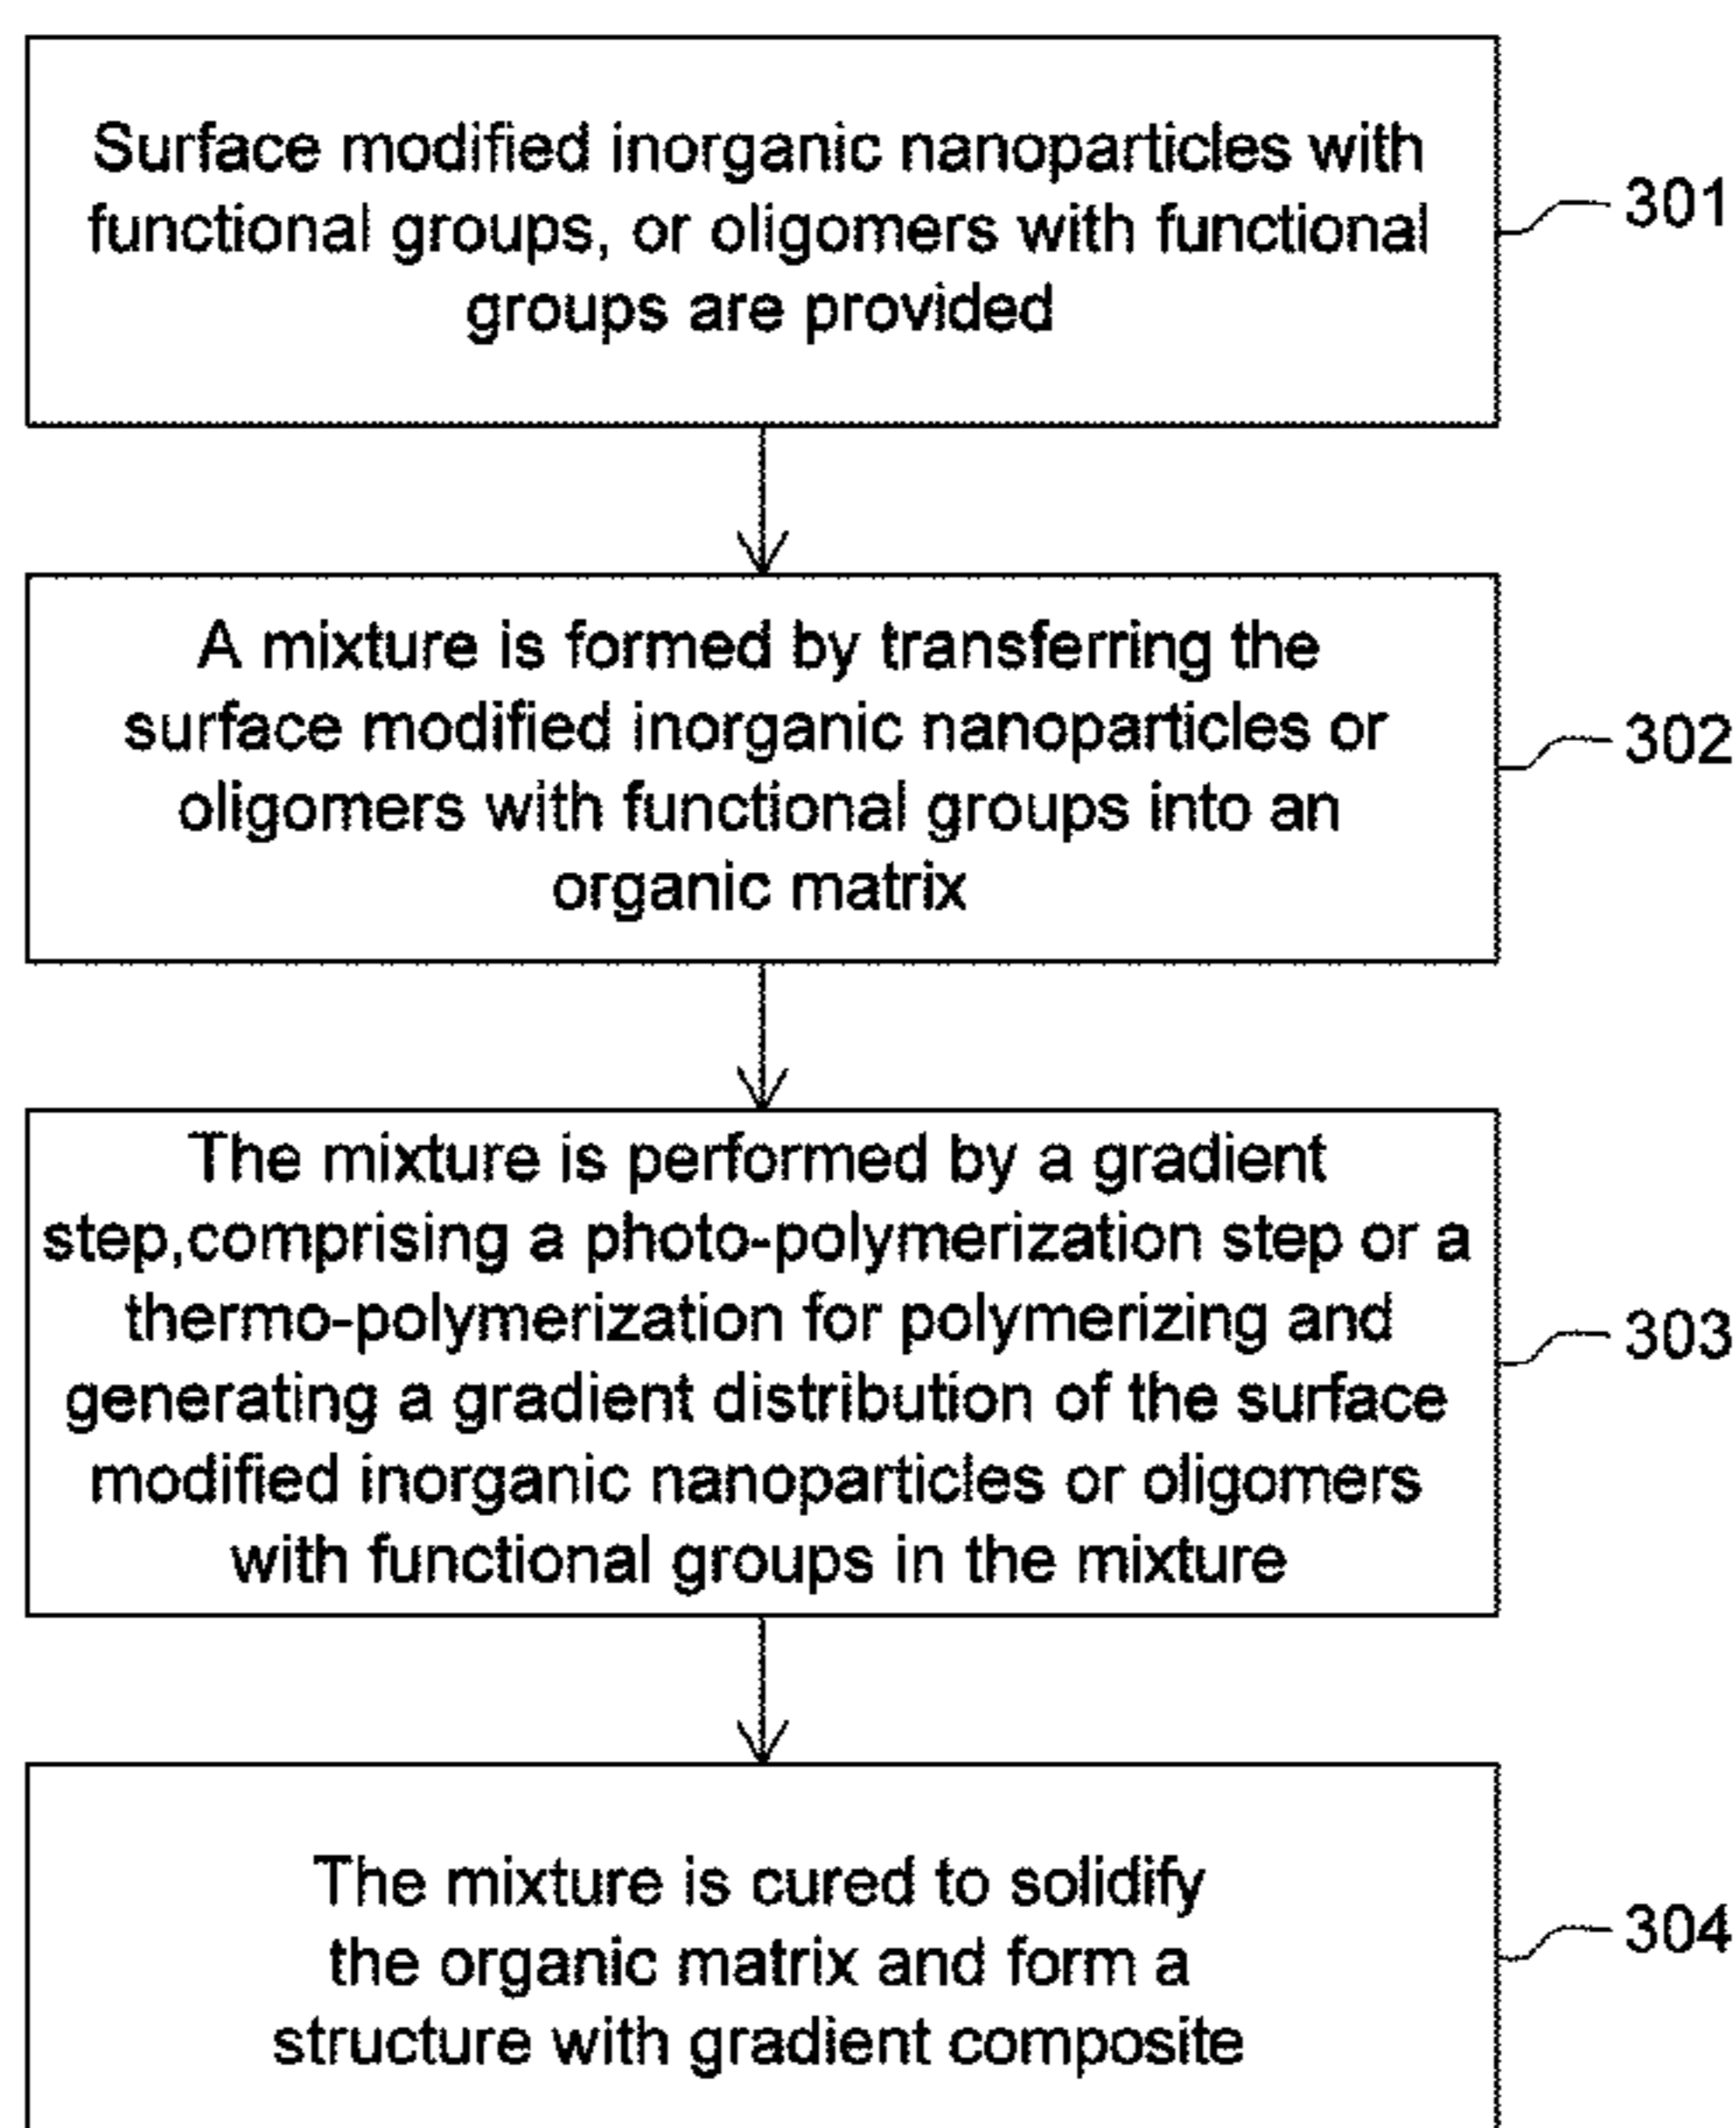 Surface modified inorganic nanoparticles with
functional groups, or oligomers with functional
groups are provided
301
A mixture is formed by transferring the
surface modified inorganic nanoparticles or
oligomers with functional groups into an
organic matrix
302
The mixture is performed by a gradient
step,comprising a photo-polymerization step or a
thermo-polymerization for polymerizing and
generating a gradient distribution of the surface
modified inorganic nanoparticles or oligomers
with functional groups in the mixture
303
The mixture is cured to solidify
the organic matrix and form a
structure with gradient composite
304